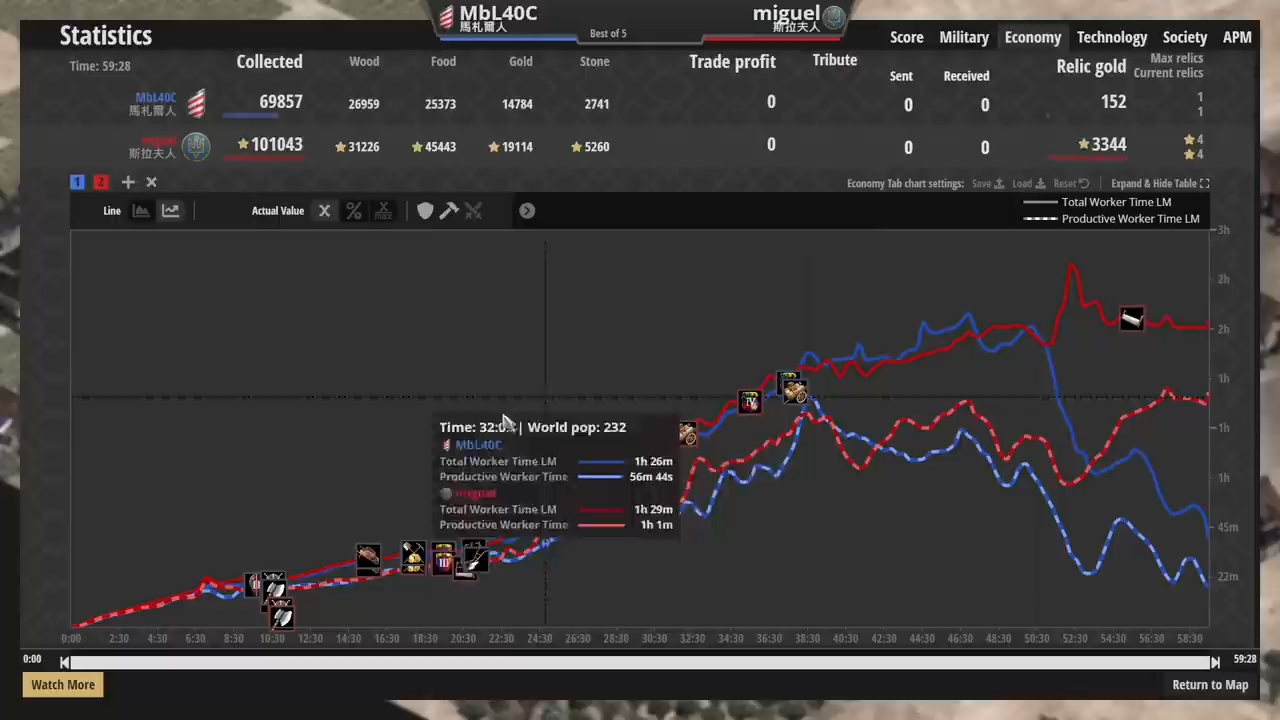 MbL40C
馬札爾人
Best of 5
miguel
斯拉夫人
Statistics
Score Military Economy Technology Society APM
Time: 59:28
Collected Wood Food Gold Stone Trade profit Tribute Sent Received Relic gold Max relics
Current relics
MbL40C
馬札爾人
69857 26959 25373 14784 2741 0 0 0 152 1
1
miguel
斯拉夫人
101043 31226 45443 19114 5260 0 0 0 3344 4
4
1 2
Economy Tab chart settings: Save Load Reset Expand & Hide Table
Line Actual Value X % X
max
Total Worker Time LM
Productive Worker Time LM
3h
2h
2h
1h
1h
1h
45m
22m
Time: | World pop: 232
MbL40C
Total Worker Time LM 1h 26m
Productive Worker Time 56m 44s
miguel
Total Worker Time LM 1h 29m
Productive Worker Time 1h 1m
IV
0:00 2:30 4:30 6:30 8:30 10:30 12:30 14:30 16:30 18:30 20:30 22:30 24:30 26:30 28:30 30:30 32:30 34:30 36:30 38:30 40:30 42:30 44:30 46:30 48:30 50:30 52:30 54:30 56:30 58:30
0:00 59:28
Watch More Return to Map